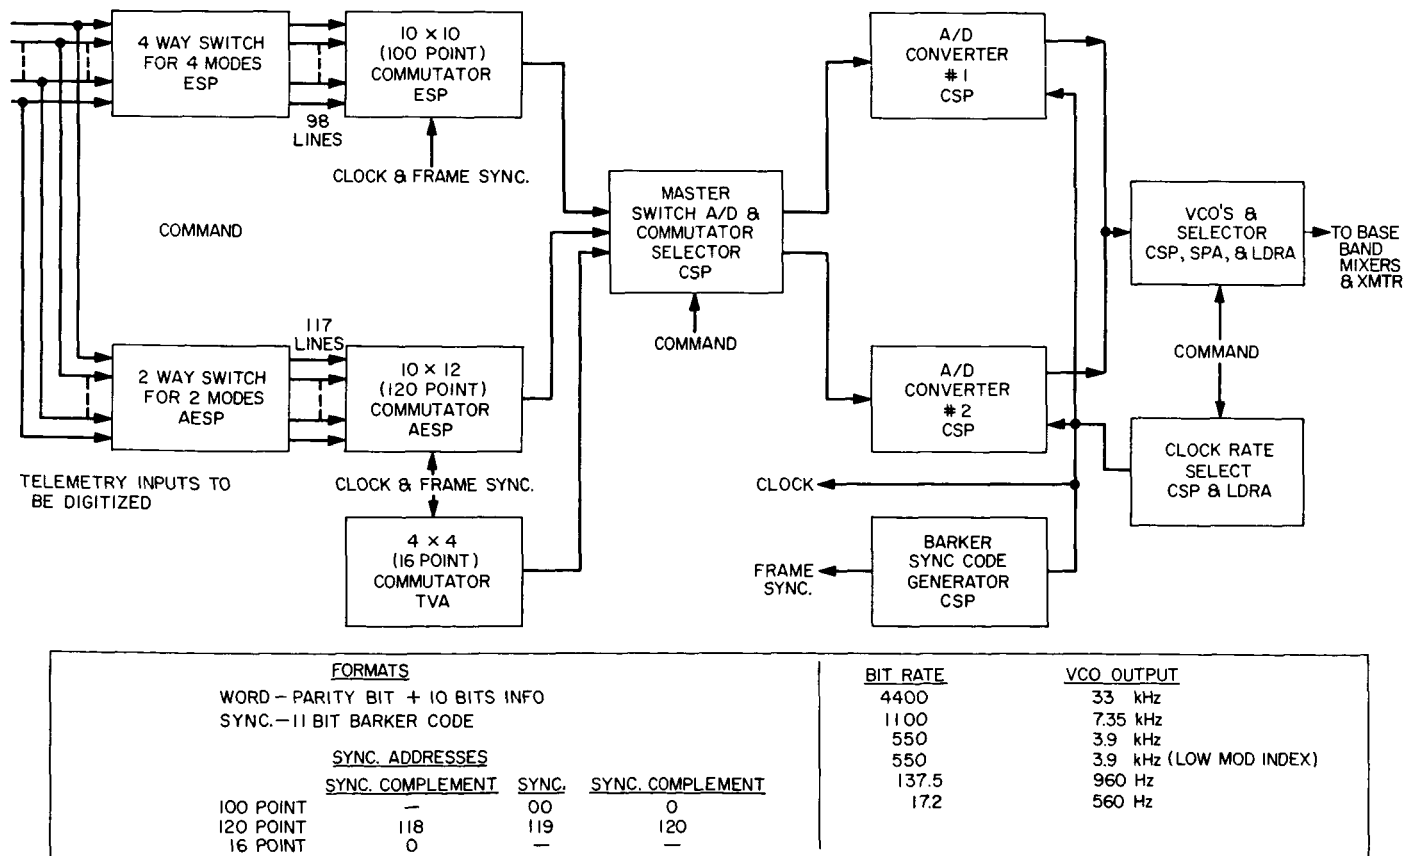 4 WAY SWITCH
FOR 4 MODES
ESP
98
LINES
10 × 10
(100 POINT)
COMMUTATOR
ESP
CLOCK & FRAME SYNC.
COMMAND
MASTER
SWITCH A/D &
COMMUTATOR
SELECTOR
CSP
COMMAND
A/D
CONVERTER
#1
CSP
VCO'S &
SELECTOR
CSP, SPA, & LDRA
TO BASE
BAND
MIXERS
& XMTR
COMMAND
2 WAY SWITCH
FOR 2 MODES
AESP
117
LINES
10 × 12
(120 POINT)
COMMUTATOR
AESP
A/D
CONVERTER
#2
CSP
CLOCK RATE
SELECT
CSP & LDRA
TELEMETRY INPUTS TO
BE DIGITIZED
CLOCK & FRAME SYNC.
CLOCK
4 × 4
(16 POINT)
COMMUTATOR
TVA
FRAME
SYNC.
BARKER
SYNC CODE
GENERATOR
CSP
FORMATS
WORD – PARITY BIT + 10 BITS INFO
SYNC.–11 BIT BARKER CODE
SYNC. ADDRESSES
SYNC. COMPLEMENT SYNC. SYNC. COMPLEMENT
100 POINT — 00 0
120 POINT 118 119 120
16 POINT 0 — —
BIT RATE VCO OUTPUT
4400 33 kHz
1100 7.35 kHz
550 3.9 kHz
550 3.9 kHz (LOW MOD INDEX)
137.5 960 Hz
17.2 560 Hz